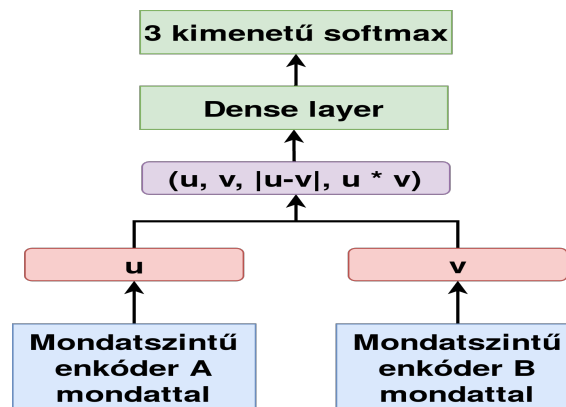 3 kimenetű softmax
Dense layer
(u, v, |u-v|, u * v)
u
v
Mondatszintű
enkóder A
mondattal
Mondatszintű
enkóder B
mondattal